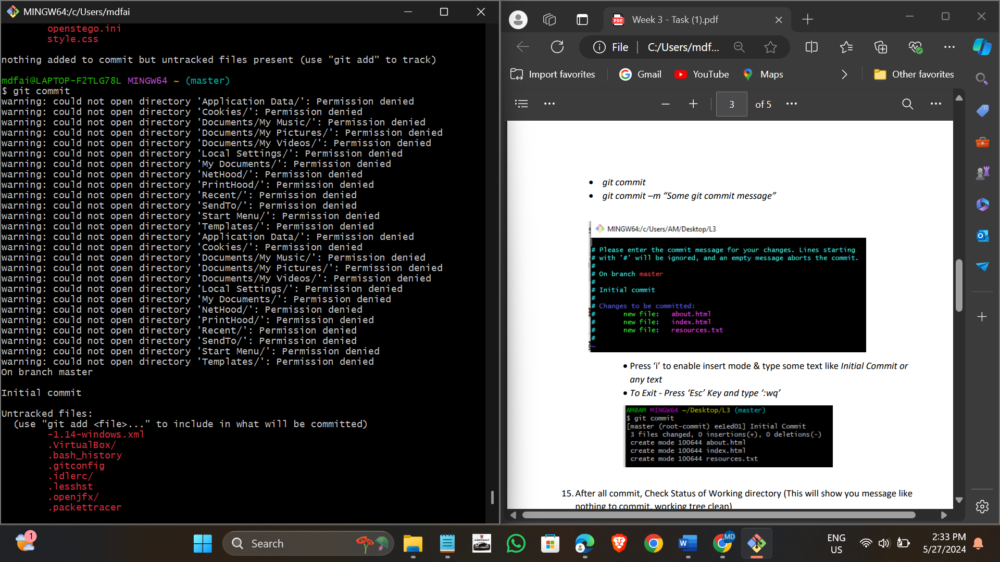 MINGW64:/c/Users/mdfai
openstego.ini
style.css
nothing added to commit but untracked files present (use "git add" to track)
mdfai@LAPTOP-F2TLG78L MINGW64 ~ (master)
$ git commit
warning: could not open directory 'Application Data/': Permission denied
warning: could not open directory 'Cookies/': Permission denied
warning: could not open directory 'Documents/My Music/': Permission denied
warning: could not open directory 'Documents/My Pictures/': Permission denied
warning: could not open directory 'Documents/My Videos/': Permission denied
warning: could not open directory 'Local Settings/': Permission denied
warning: could not open directory 'My Documents/': Permission denied
warning: could not open directory 'NetHood/': Permission denied
warning: could not open directory 'PrintHood/': Permission denied
warning: could not open directory 'Recent/': Permission denied
warning: could not open directory 'SendTo/': Permission denied
warning: could not open directory 'Start Menu/': Permission denied
warning: could not open directory 'Templates/': Permission denied
warning: could not open directory 'Application Data/': Permission denied
warning: could not open directory 'Cookies/': Permission denied
warning: could not open directory 'Documents/My Music/': Permission denied
warning: could not open directory 'Documents/My Pictures/': Permission denied
warning: could not open directory 'Documents/My Videos/': Permission denied
warning: could not open directory 'Local Settings/': Permission denied
warning: could not open directory 'My Documents/': Permission denied
warning: could not open directory 'NetHood/': Permission denied
warning: could not open directory 'PrintHood/': Permission denied
warning: could not open directory 'Recent/': Permission denied
warning: could not open directory 'SendTo/': Permission denied
warning: could not open directory 'Start Menu/': Permission denied
warning: could not open directory 'Templates/': Permission denied
On branch master
Initial commit
Untracked files:
(use "git add <file>..." to include in what will be committed)
-1.14-windows.xml
.VirtualBox/
.bash_history
.gitconfig
.idlerc/
.lesshst
.openjfx/
.packettracer
Week 3 - Task (1).pdf
File C:/Users/mdf...
Import favorites Gmail YouTube Maps Other favorites
3 of 5
• git commit
• git commit –m “Some git commit message”
MINGW64:/c/Users/AM/Desktop/L3
# Please enter the commit message for your changes. Lines starting
# with '#' will be ignored, and an empty message aborts the commit.
#
# On branch master
#
# Initial commit
#
# Changes to be committed:
# new file: about.html
# new file: index.html
# new file: resources.txt
#
~
• Press ‘i’ to enable insert mode & type some text like Initial Commit or
any text
• To Exit - Press ‘Esc’ Key and type ‘:wq’
AM@AM MINGW64 ~/Desktop/L3 (master)
$ git commit
[master (root-commit) ee1ed01] Initial Commit
3 files changed, 0 insertions(+), 0 deletions(-)
create mode 100644 about.html
create mode 100644 index.html
create mode 100644 resources.txt
15. After all commit, Check Status of Working directory (This will show you message like
nothing to commit, working tree clean)
1
Search
ASPHALT
MD
ENG
US
2:33 PM
5/27/2024